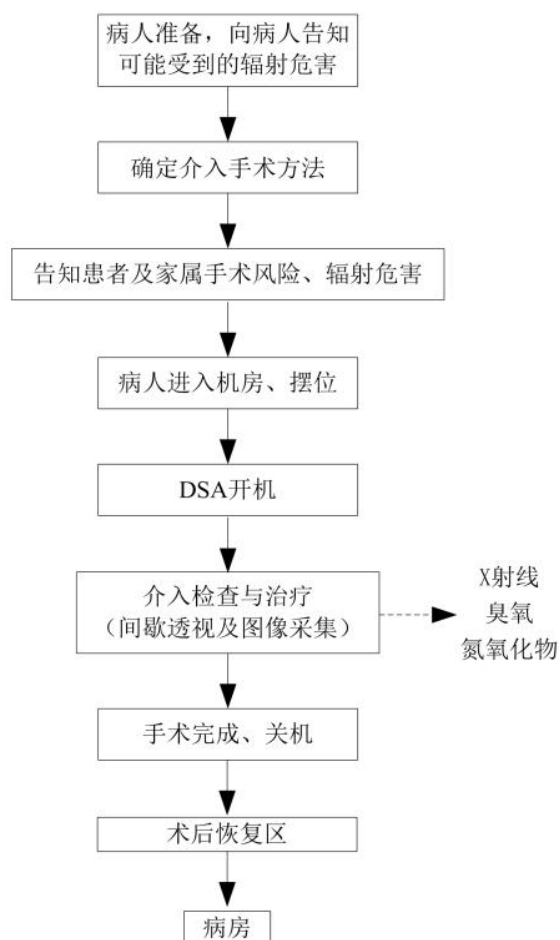 病人准备，向病人告知
可能受到的辐射危害
确定介入手术方法
告知患者及家属手术风险、辐射危害
病人进入机房、摆位
DSA开机
介入检查与治疗
（间歇透视及图像采集）
X射线
臭氧
氮氧化物
手术完成、关机
术后恢复区
病房